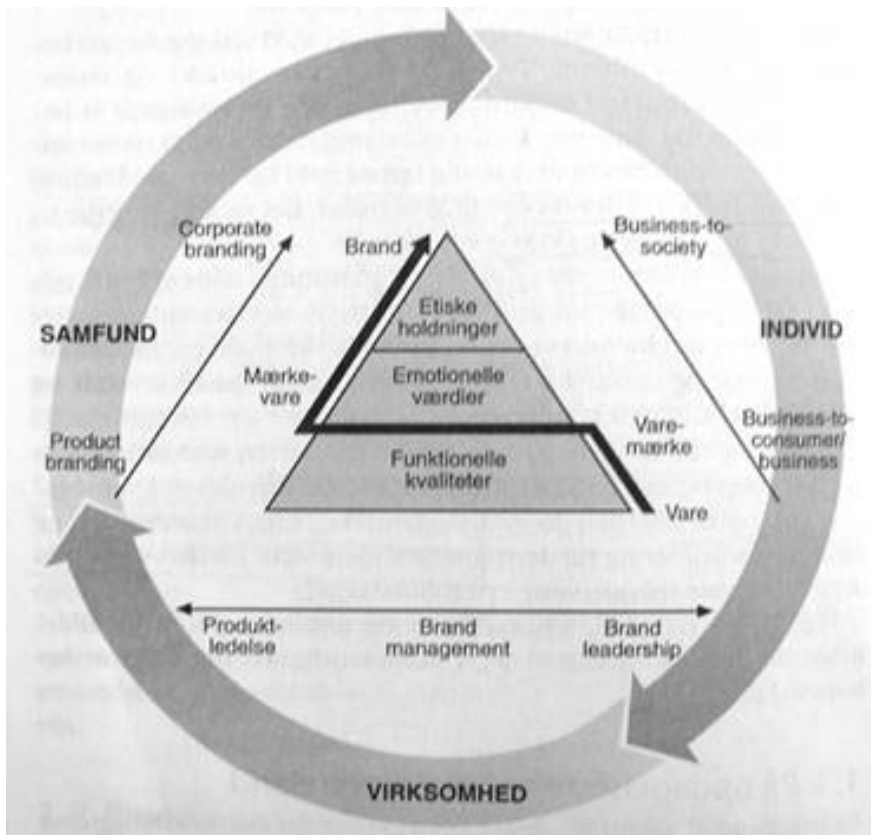 Corporate
branding
Brand
Business-to-
society
Etiske
holdninger
SAMFUND
INDIVID
Mærke-
vare
Emotionelle
værdier
Product
branding
Vare-
mærke
Business-to-
consumer/
business
Funktionelle
kvaliteter
Vare
Produkt-
ledelse
Brand
management
Brand
leadership
VIRKSOMHED